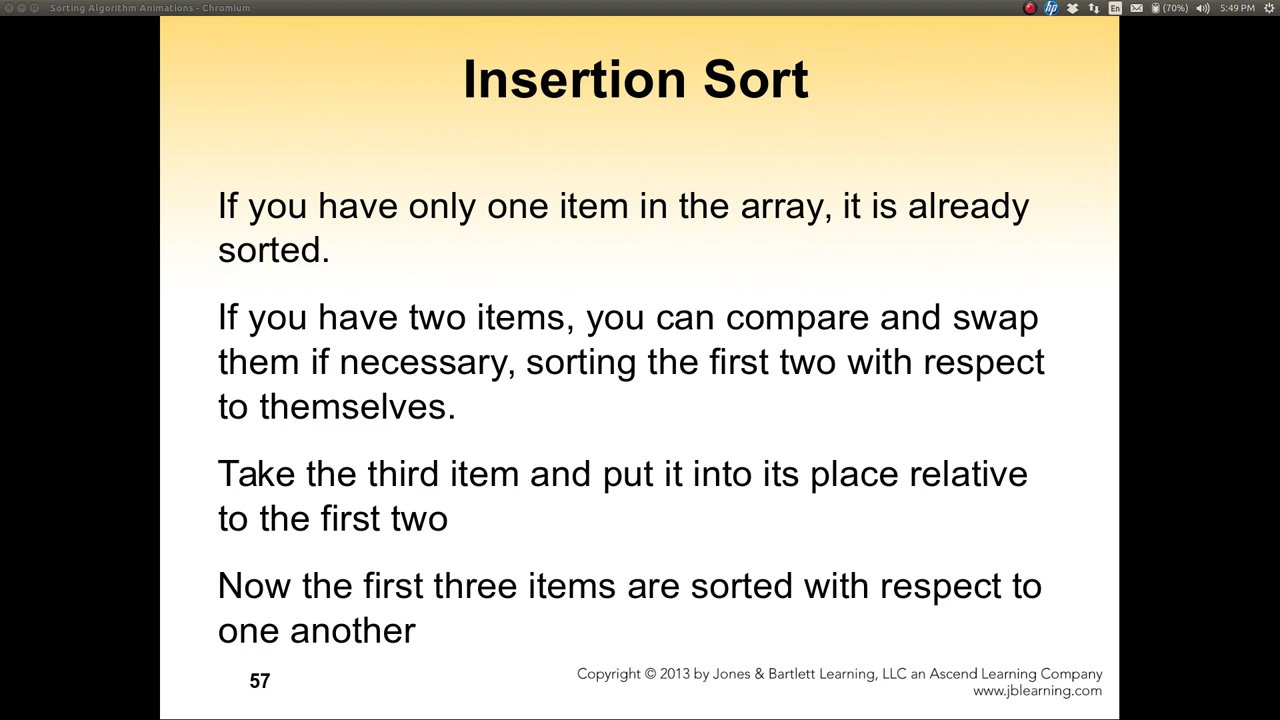 Sorting Algorithm Animations - Chromium
En
(70%)
5:49 PM
Insertion Sort
If you have only one item in the array, it is already
sorted.
If you have two items, you can compare and swap
them if necessary, sorting the first two with respect
to themselves.
Take the third item and put it into its place relative
to the first two
Now the first three items are sorted with respect to
one another
57
Copyright © 2013 by Jones & Bartlett Learning, LLC an Ascend Learning Company
www.jblearning.com